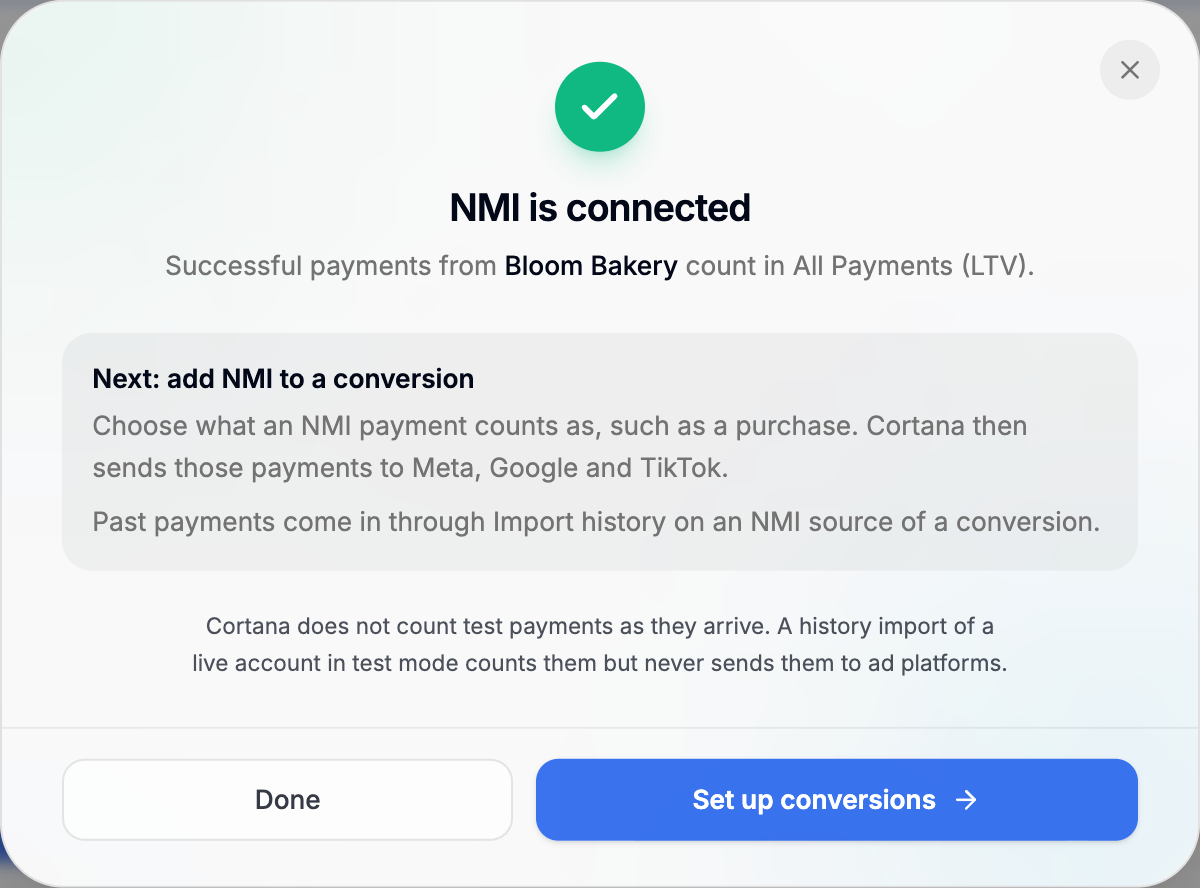 NMI is connected
Successful payments from Bloom Bakery count in All Payments (LTV).
Next: add NMI to a conversion
Choose what an NMI payment counts as, such as a purchase. Cortana then
sends those payments to Meta, Google and TikTok.
Past payments come in through Import history on an NMI source of a conversion.
Cortana does not count test payments as they arrive. A history import of a
live account in test mode counts them but never sends them to ad platforms.
Done
Set up conversions →